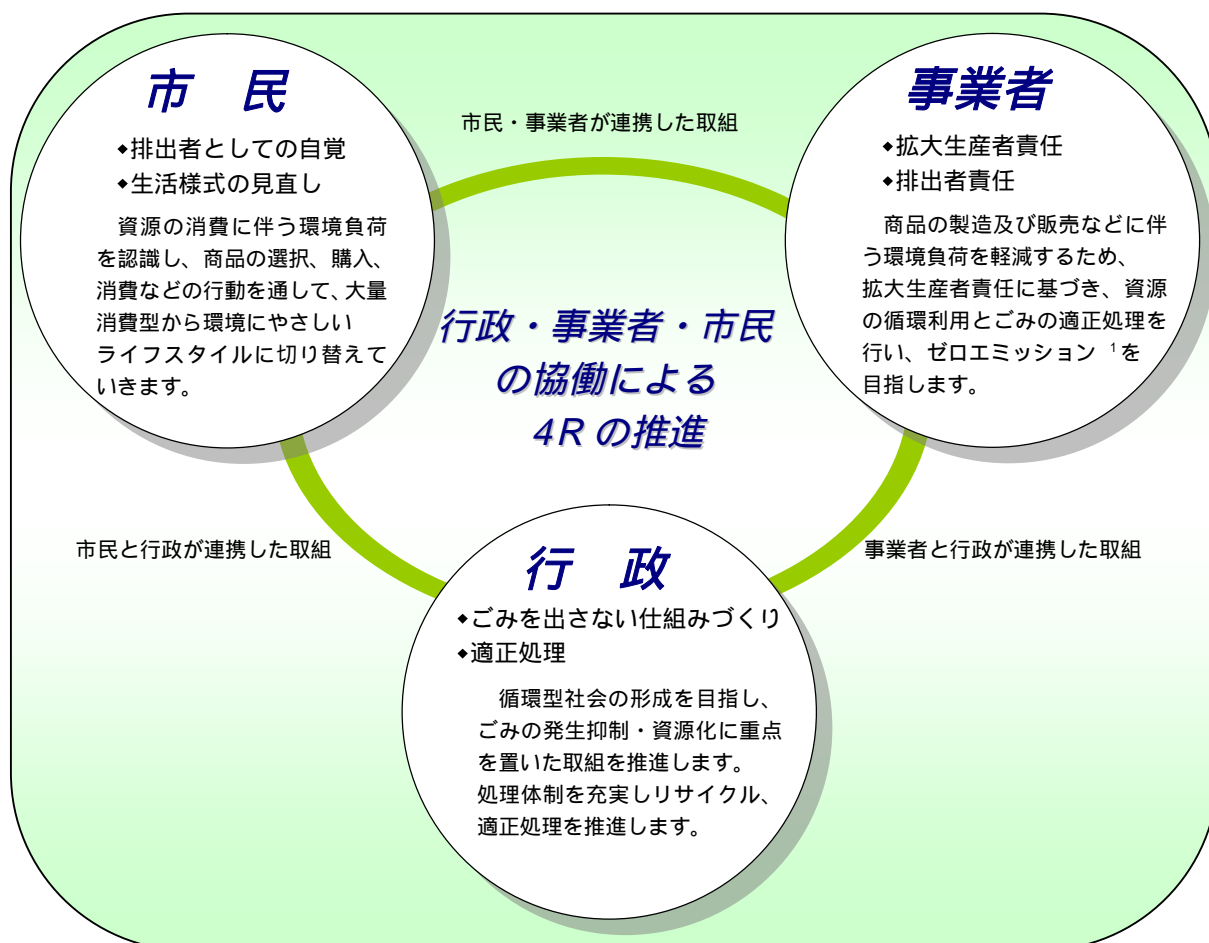 市　民
◆排出者としての自覚
◆生活様式の見直し
資源の消費に伴う環境負荷
を認識し、商品の選択、購入、
消費などの行動を通して、大量
消費型から環境にやさしい
ライフスタイルに切り替えて
いきます。
市民・事業者が連携した取組
事業者
◆拡大生産者責任
◆排出者責任
商品の製造及び販売などに伴
う環境負荷を軽減するため、
拡大生産者責任に基づき、資源
の循環利用とごみの適正処理を
行い、ゼロエミッション 1を
目指します。
行政・事業者・市民
の協働による
4R の推進
市民と行政が連携した取組
事業者と行政が連携した取組
行　政
◆ごみを出さない仕組みづくり
◆適正処理
循環型社会の形成を目指し、
ごみの発生抑制・資源化に重点
を置いた取組を推進します。
処理体制を充実しリサイクル、
適正処理を推進します。